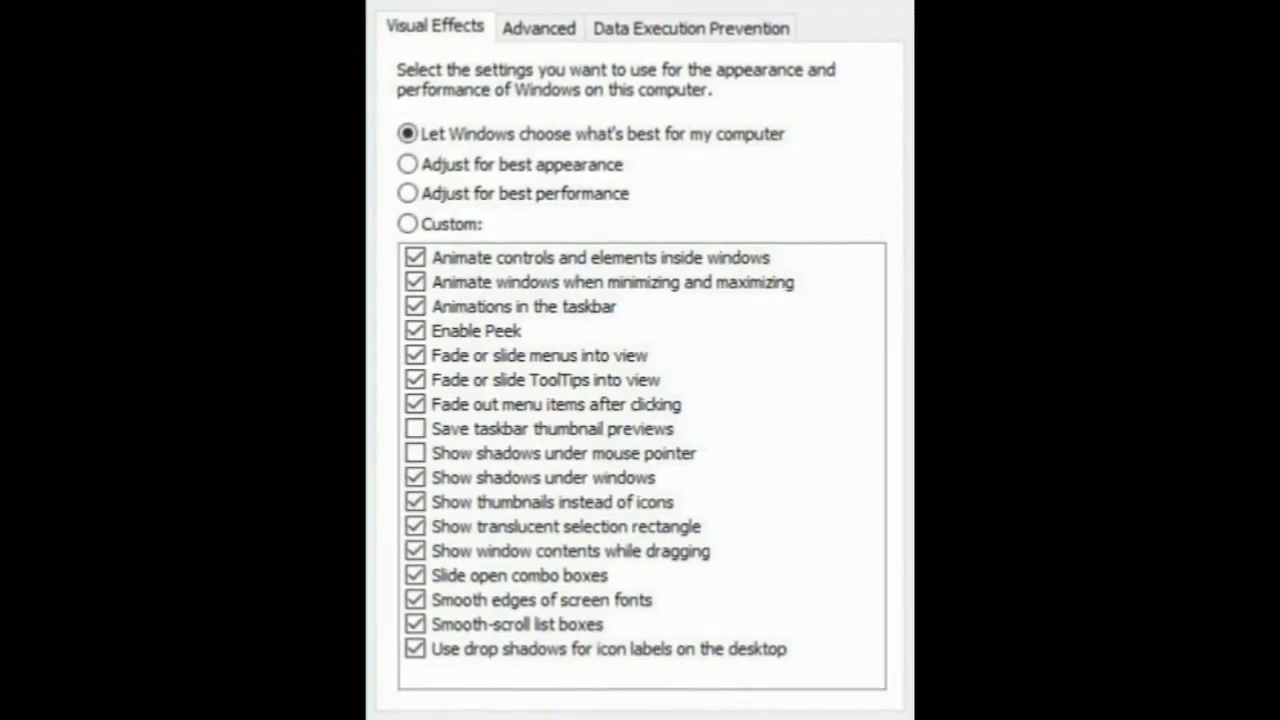 Visual Effects
Advanced
Data Execution Prevention
Select the settings you want to use for the appearance and
performance of Windows on this computer.
Let Windows choose what's best for my computer
Adjust for best appearance
Adjust for best performance
Custom:
Animate controls and elements inside windows
Animate windows when minimizing and maximizing
Animations in the taskbar
Enable Peek
Fade or slide menus into view
Fade or slide ToolTips into view
Fade out menu items after clicking
Save taskbar thumbnail previews
Show shadows under mouse pointer
Show shadows under windows
Show thumbnails instead of icons
Show translucent selection rectangle
Show window contents while dragging
Slide open combo boxes
Smooth edges of screen fonts
Smooth-scroll list boxes
Use drop shadows for icon labels on the desktop